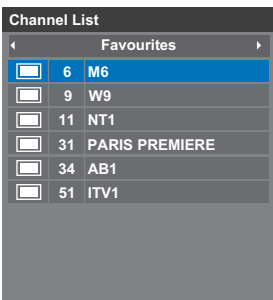 Channel List
Favourites
6 M6
9 W9
11 NT1
31 PARIS PREMIERE
34 AB1
51 ITV1